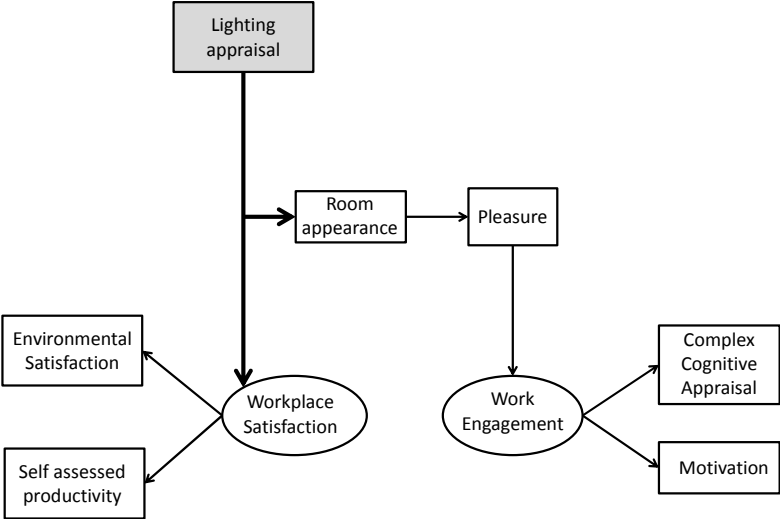 Lighting
appraisal
Room
appearance
Pleasure
Environmental
Satisfaction
Workplace
Satisfaction
Work
Engagement
Complex
Cognitive
Appraisal
Self assessed
productivity
Motivation